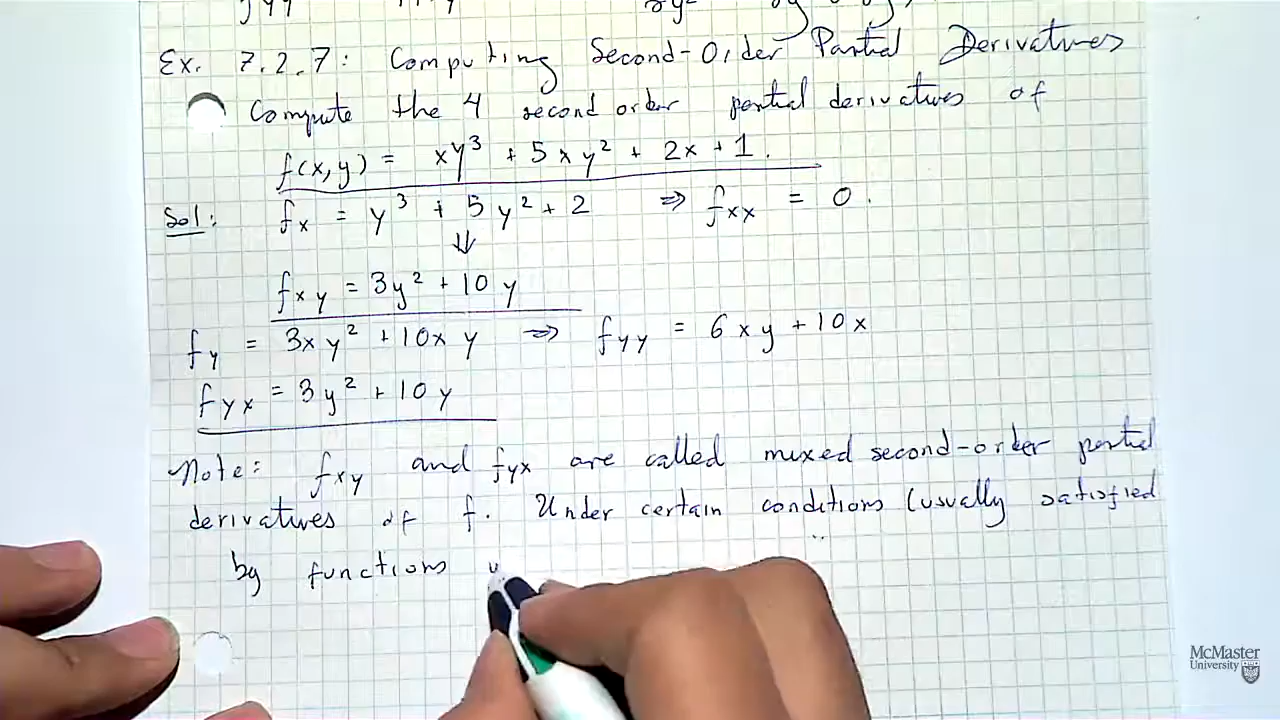 Ex. 7.2.7: Computing Second-Order Partial Derivatives
Compute the 4 second order partial derivatives of
f(x,y) = xy³ + 5xy² + 2x + 1.
Sol: fx = y³ + 5y² + 2 ⇒ fxx = 0.
⇓
fxy = 3y² + 10y
fy = 3xy² + 10xy ⇒ fyy = 6xy + 10x
fyx = 3y² + 10y
Note: fxy and fyx are called mixed second-order partial
derivatives of f. Under certain conditions (usually satisfied
by functions
McMaster
University